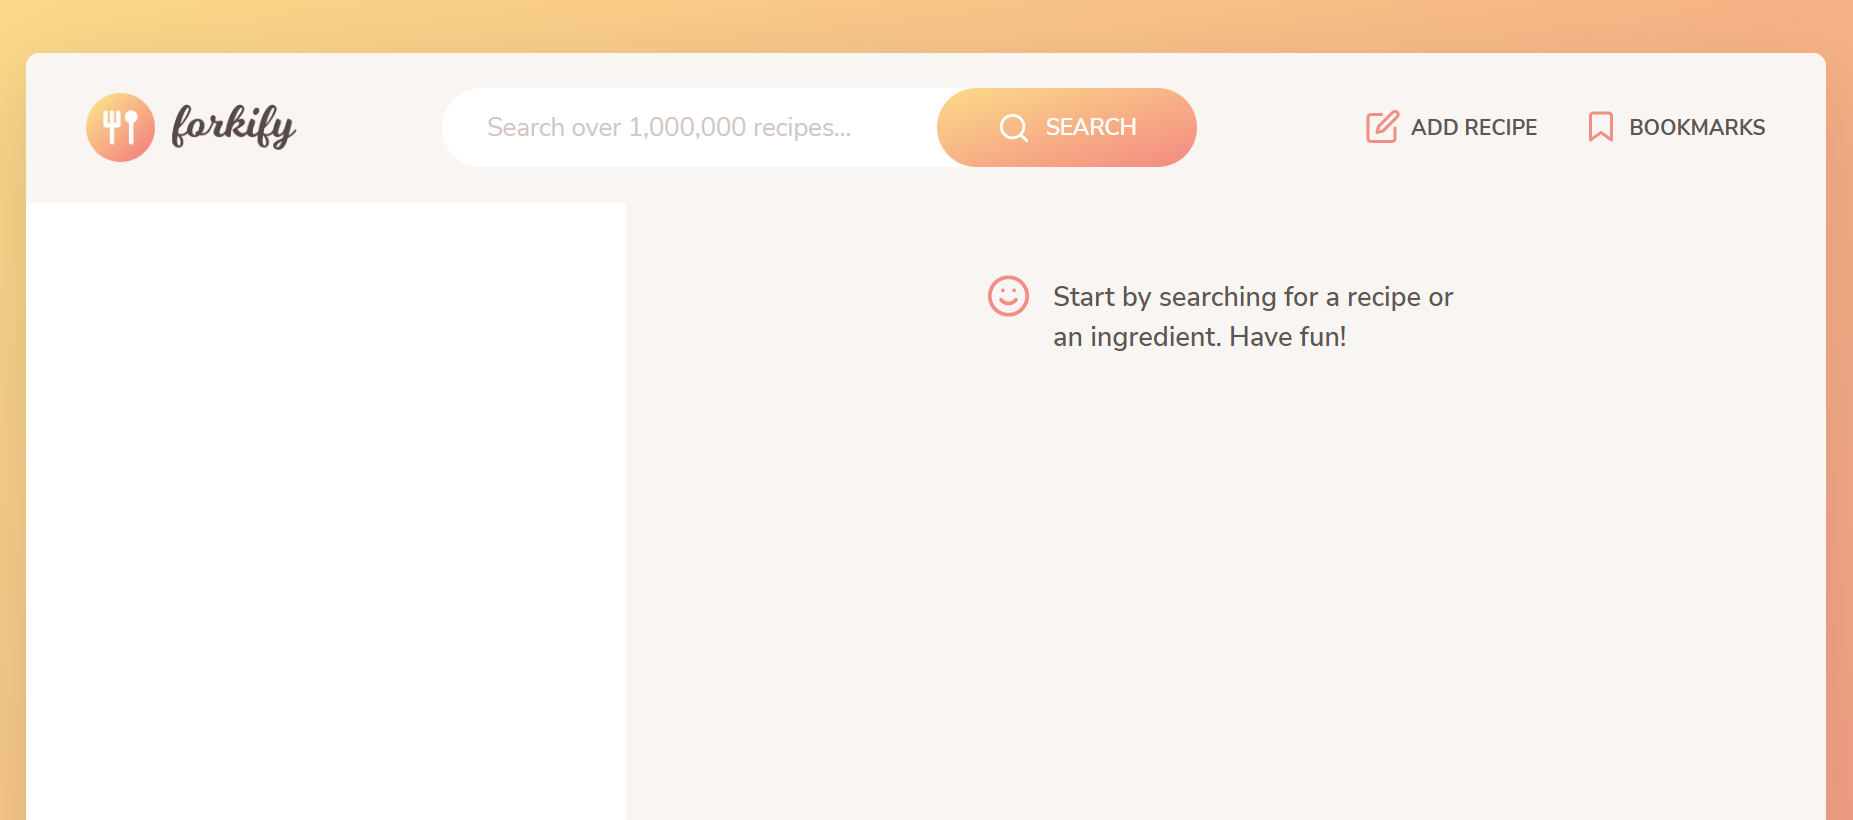 forkify
Search over 1,000,000 recipes...
SEARCH
ADD RECIPE
BOOKMARKS
Start by searching for a recipe or
an ingredient. Have fun!